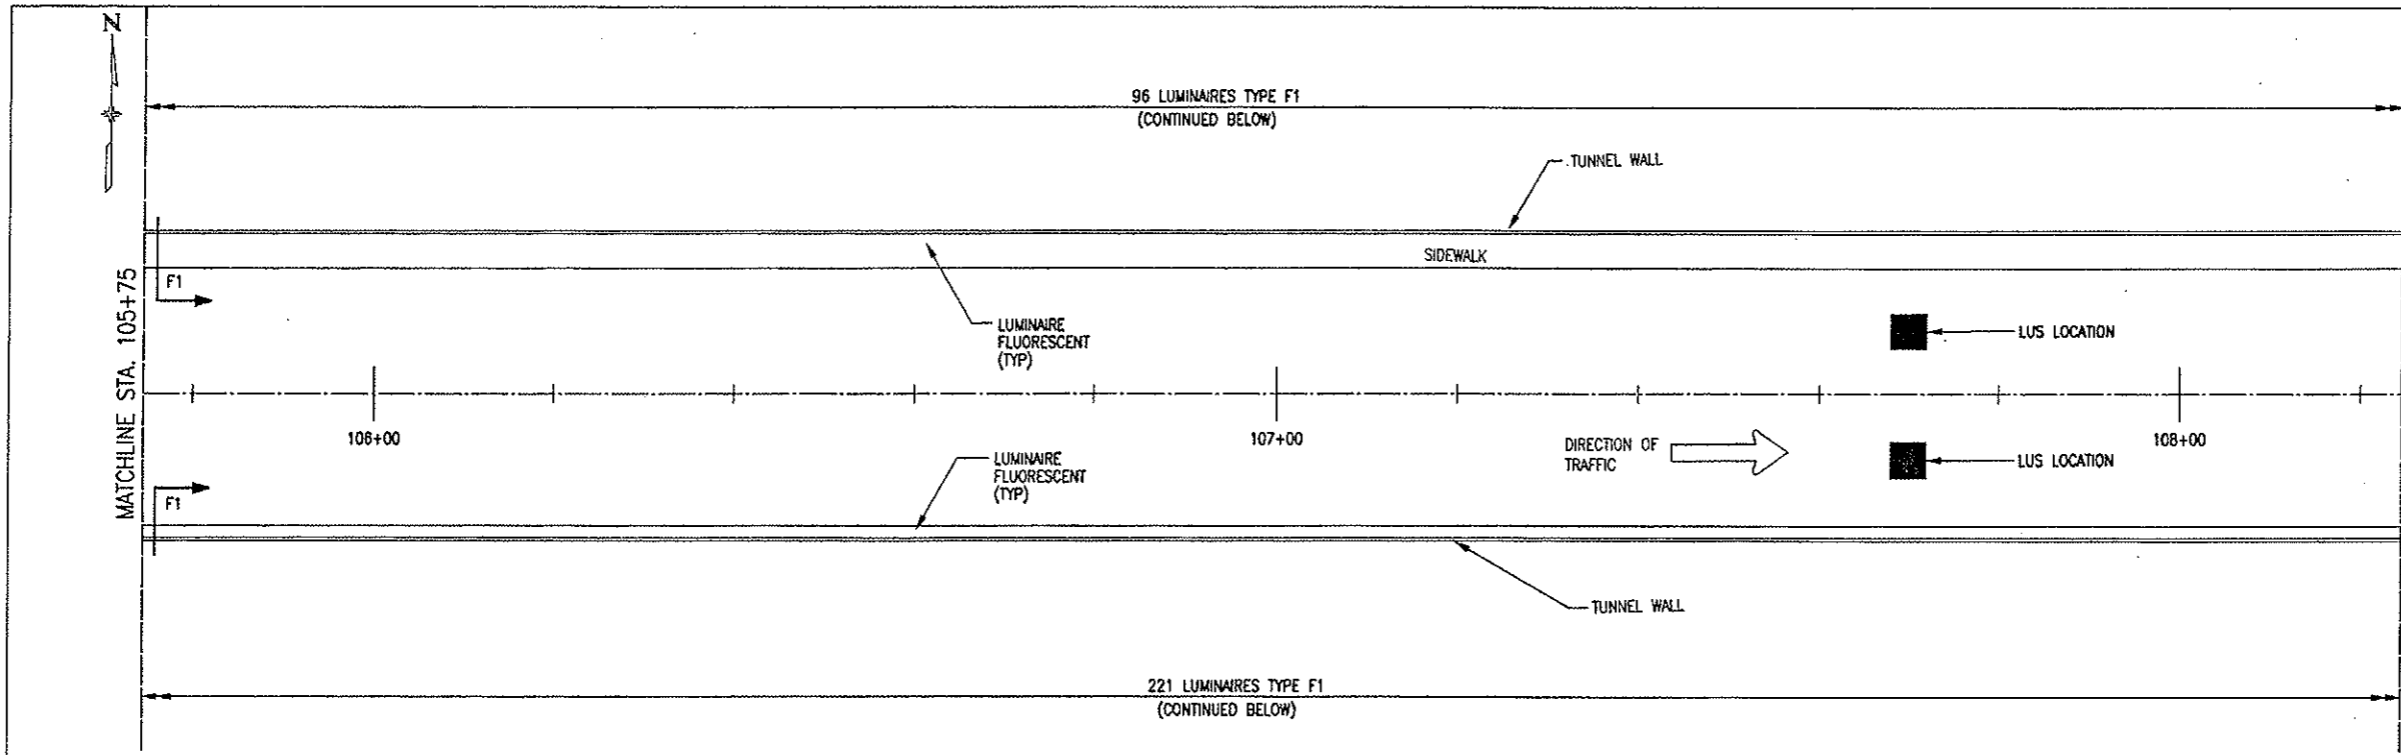 N
96 LUMINAIRES TYPE F1
(CONTINUED BELOW)
TUNNEL WALL
SIDEWALK
F1
LUMINAIRE
FLUORESCENT
(TYP)
LUS LOCATION
MATCHLINE STA. 105+75
106+00
107+00
108+00
DIRECTION OF
TRAFFIC
LUMINAIRE
FLUORESCENT
(TYP)
LUS LOCATION
F1
TUNNEL WALL
221 LUMINAIRES TYPE F1
(CONTINUED BELOW)